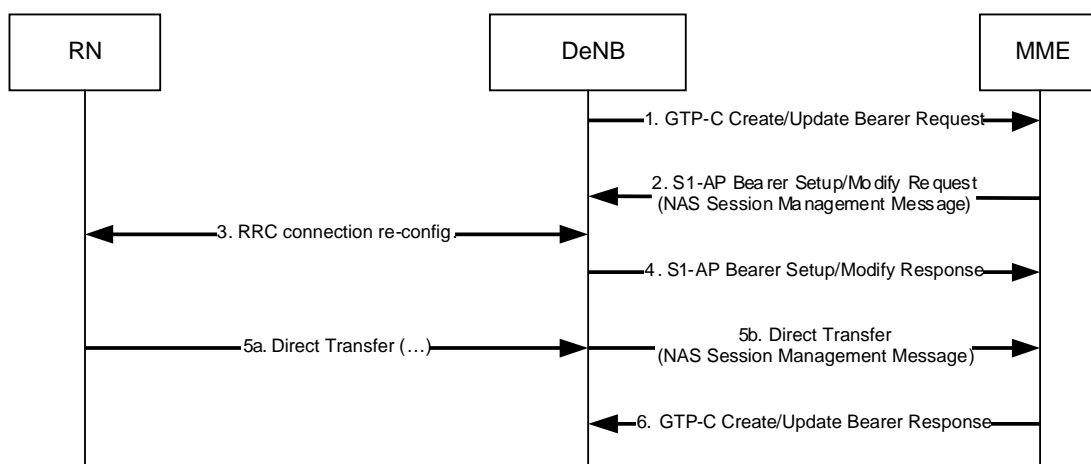 RN
DeNB
MME
1. GTP-C Create/Update Bearer Request
2. S1-AP Bearer Setup/Modify Request
(NAS Session Management Message)
3. RRC connection re-config.
4. S1-AP Bearer Setup/Modify Response
5a. Direct Transfer (…)
5b. Direct Transfer
(NAS Session Management Message)
6. GTP-C Create/Update Bearer Response